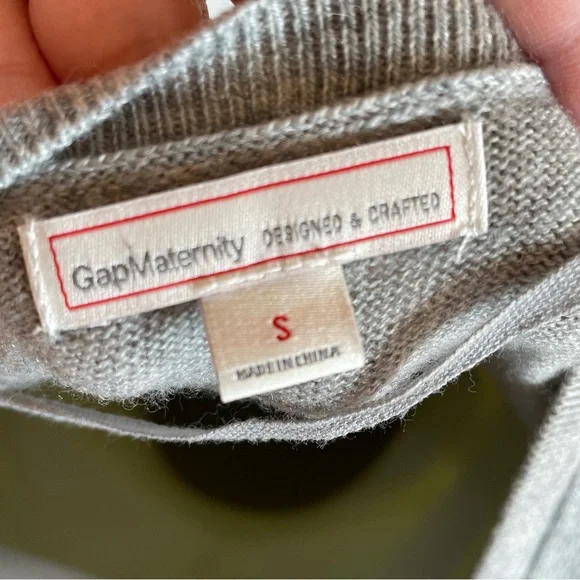 GapMaternity DESIGNED & CRAFTED
S
MADE IN CHINA